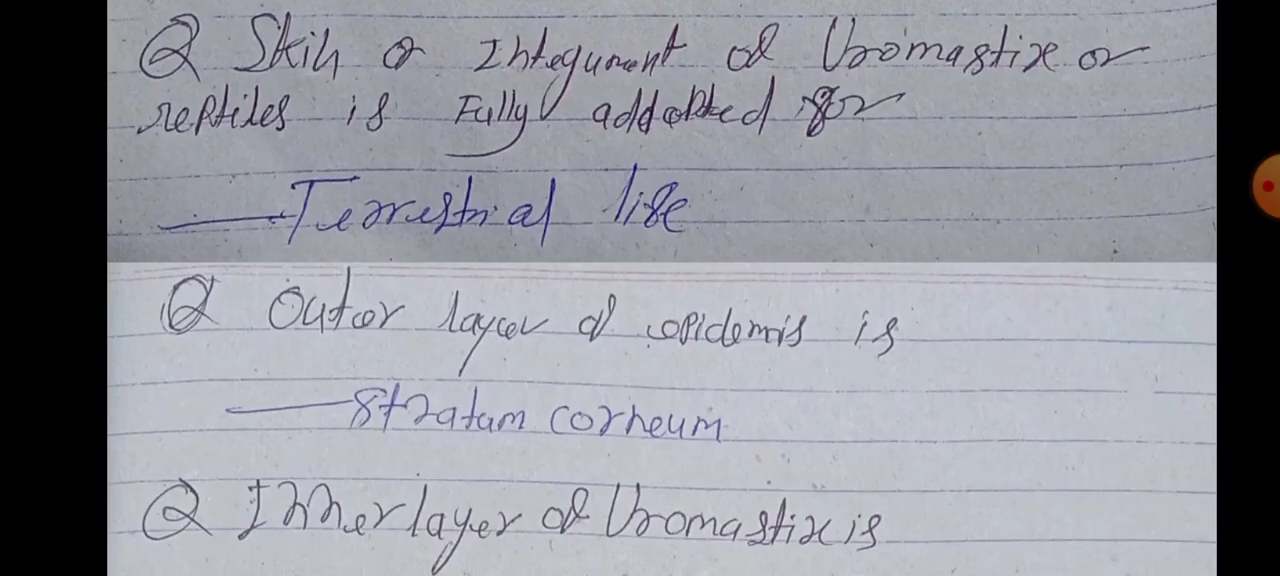 Q Skin or Integument of Uromastix or
reptiles is Fully addapted for
— Terrestrial life
Q Outer layer of epidemis is
— Stratum corneum
Q Inner layer of Uromastix is